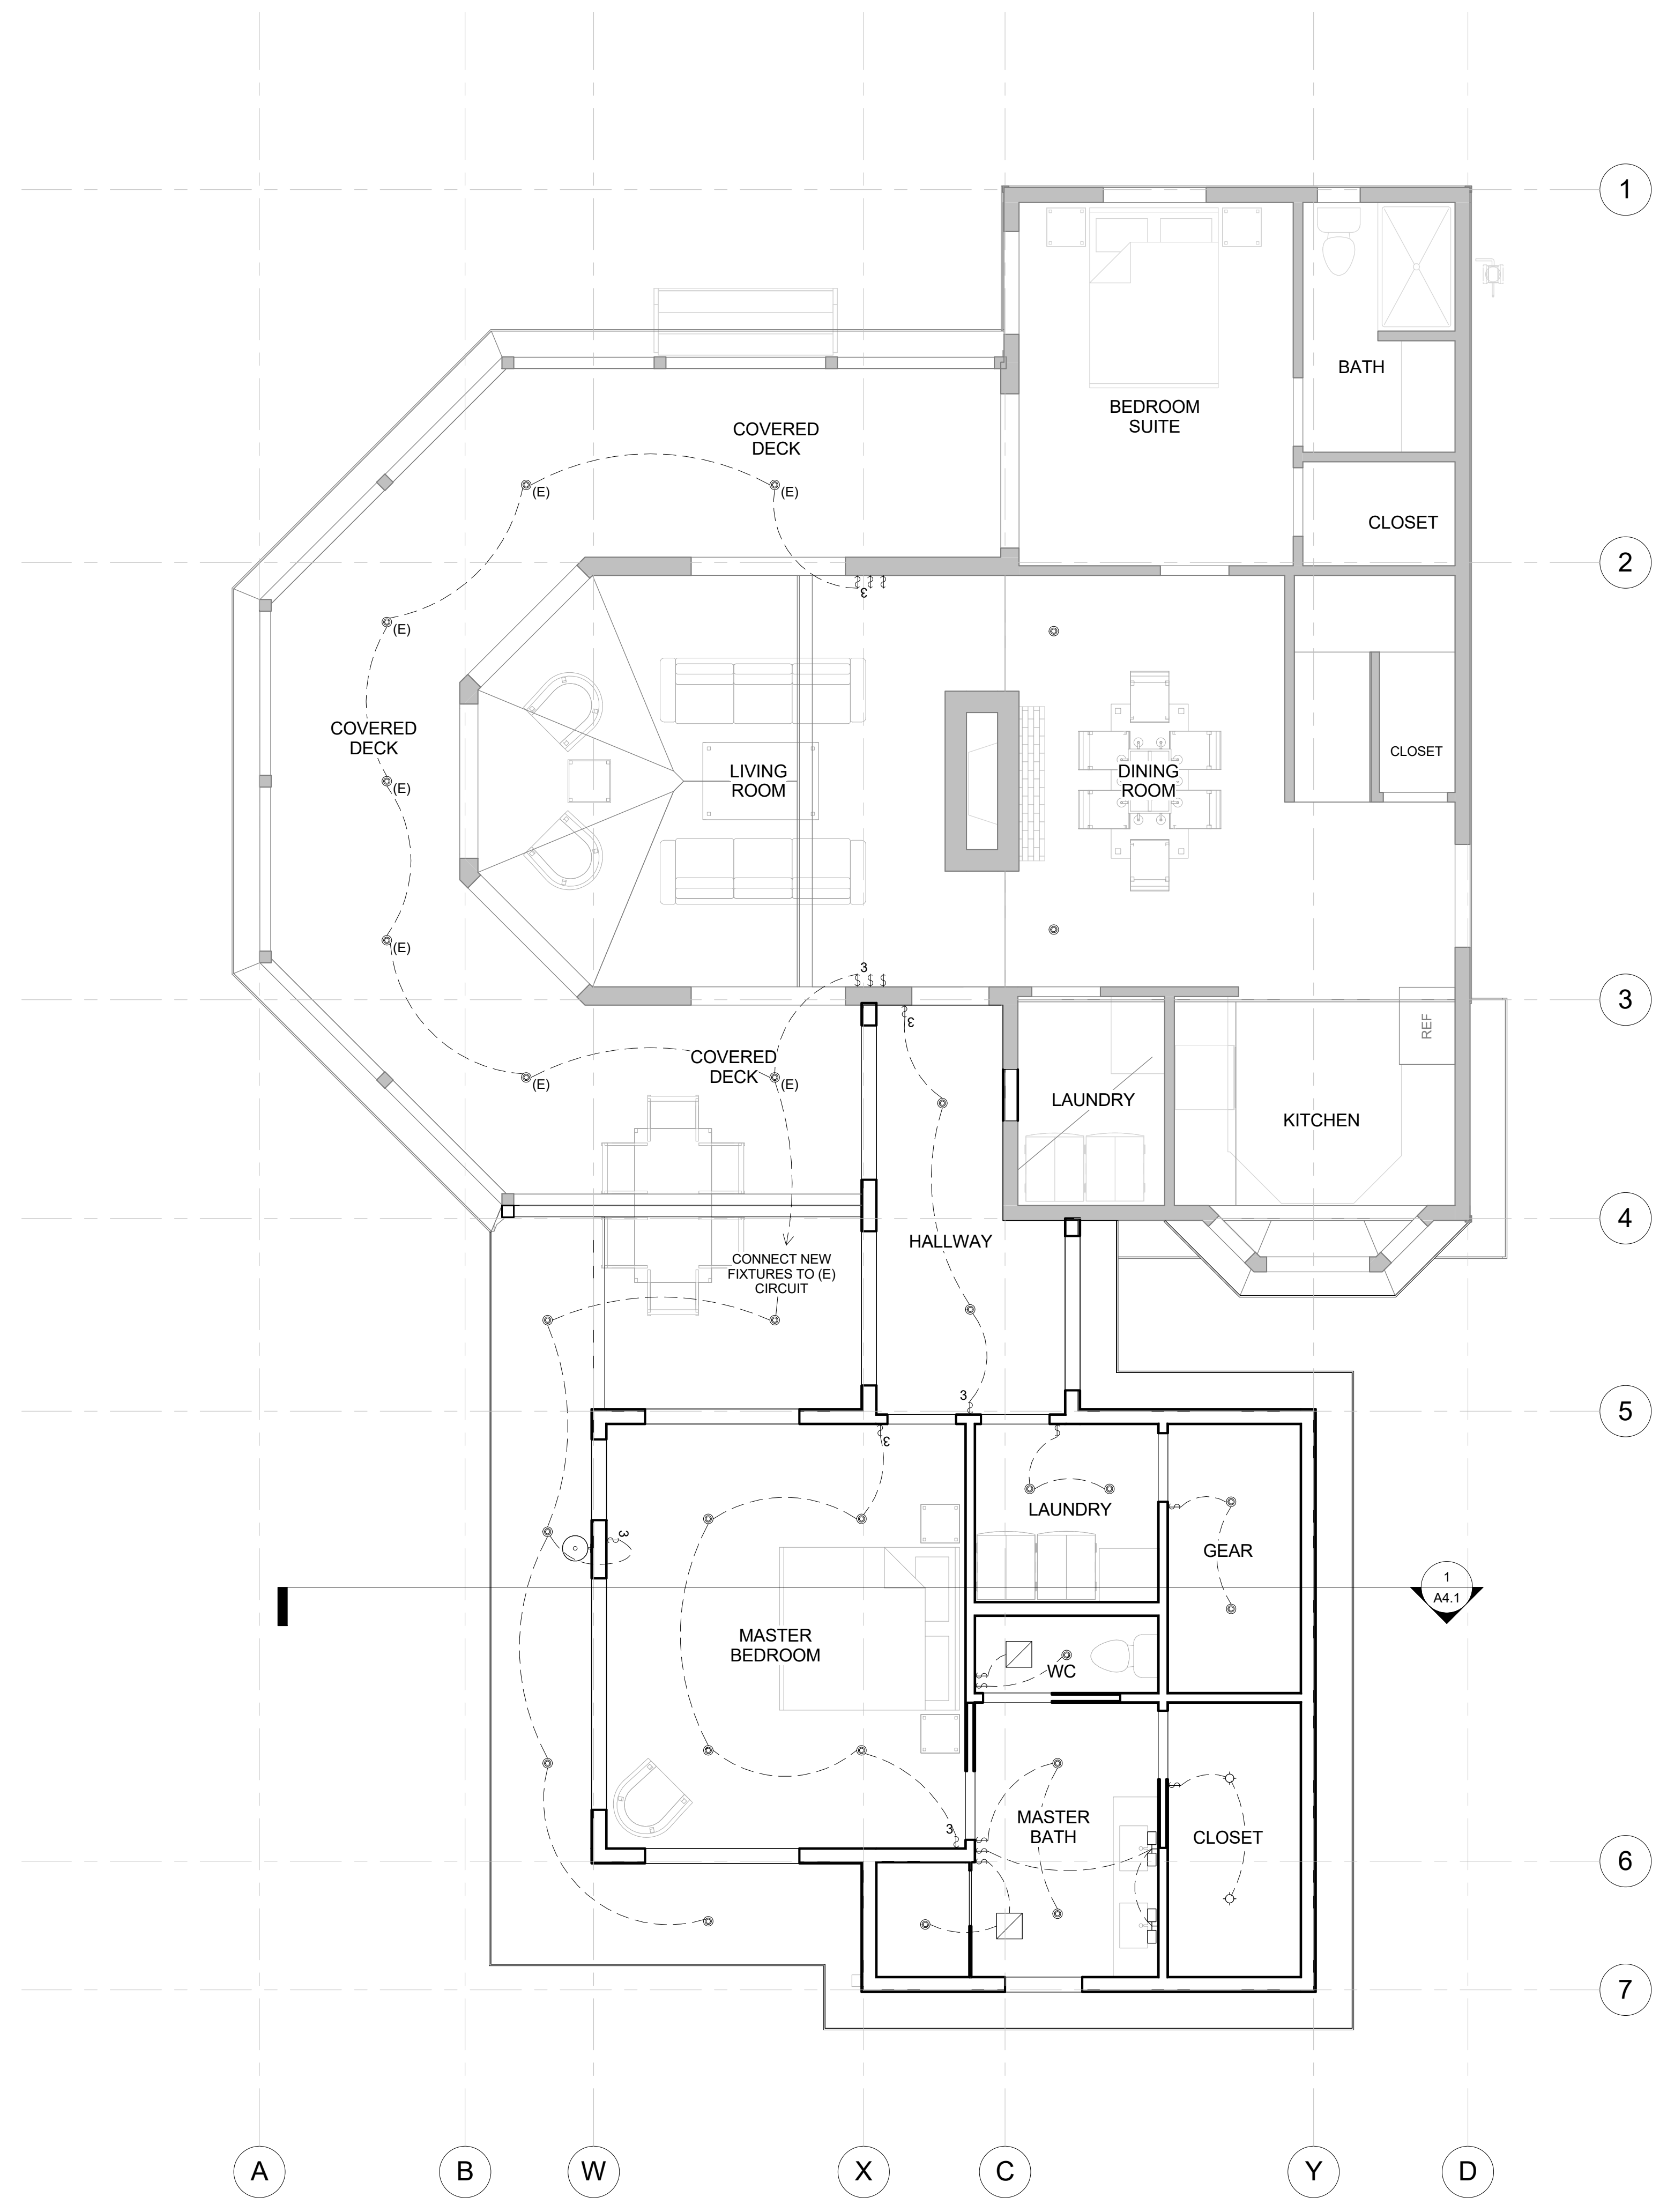 1
BATH
BEDROOM
SUITE
COVERED
DECK
(E)
(E)
CLOSET
2
3
(E)
COVERED
DECK
(E)
LIVING
ROOM
DINING
ROOM
CLOSET
(E)
3
3
3
REF
COVERED
DECK
(E)
(E)
LAUNDRY
KITCHEN
4
HALLWAY
CONNECT NEW
FIXTURES TO (E)
CIRCUIT
3
5
3
LAUNDRY
3
GEAR
1
A4.1
MASTER
BEDROOM
WC
3
MASTER
BATH
CLOSET
6
7
A
B
W
X
C
Y
D